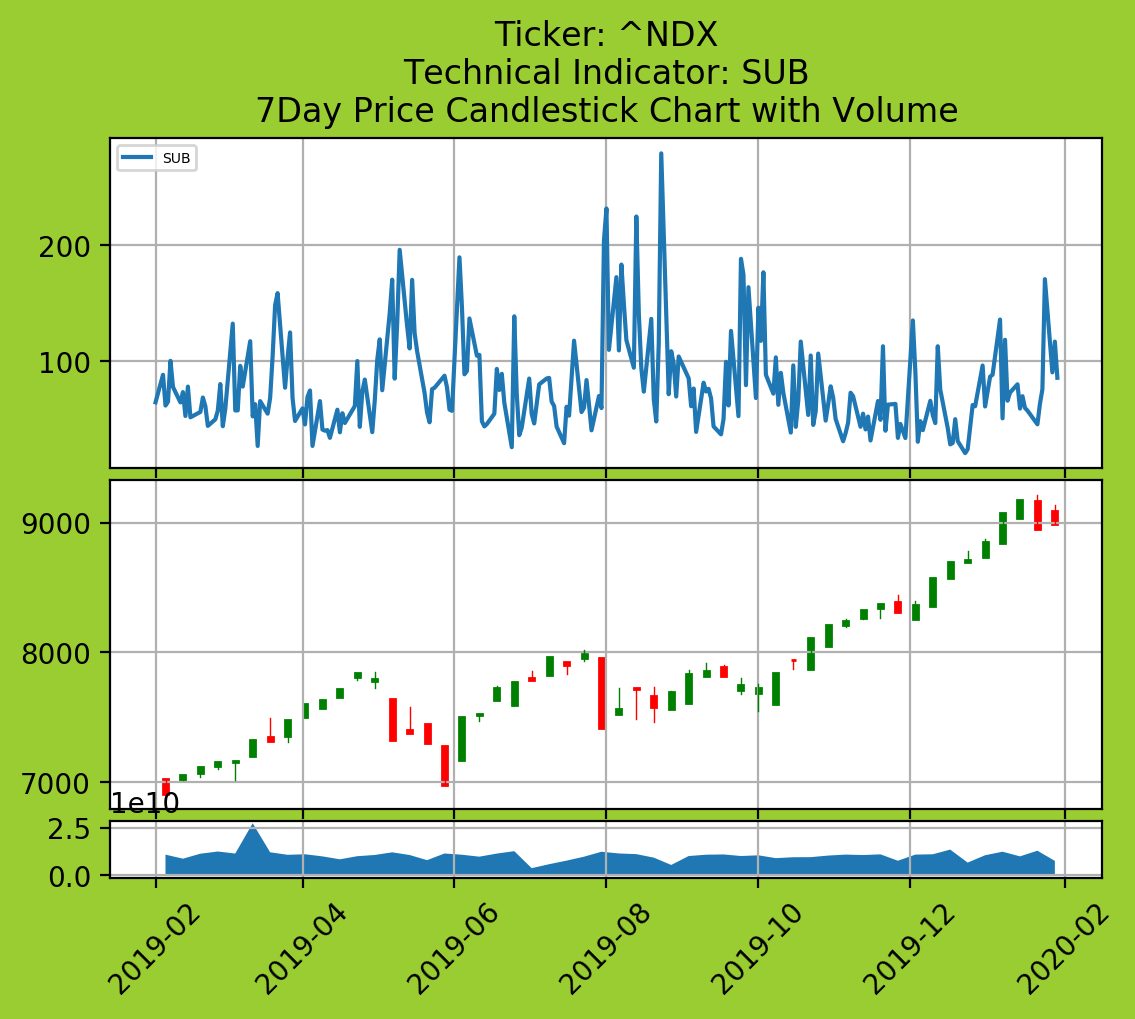 Ticker: ^NDX
Technical Indicator: SUB
7Day Price Candlestick Chart with Volume
SUB
200
100
9000
8000
7000
1e10
2.5
0.0
2019-02
2019-04
2019-06
2019-08
2019-10
2019-12
2020-02